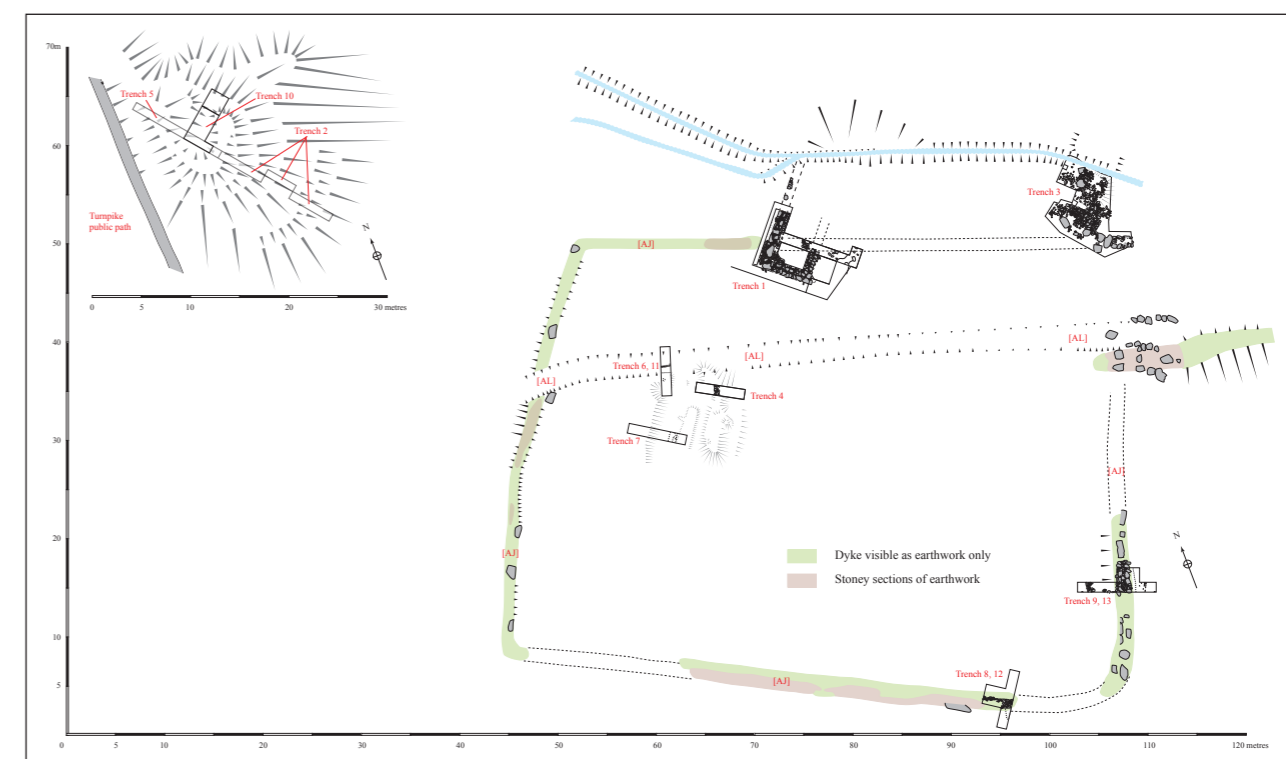 70m
60
50
40
30
20
10
5
Trench 5
Trench 10
Trench 2
Turnpike
public path
N
0 5 10 20 30 metres
Trench 3
[AJ]
Trench 1
[AL]
[AL]
[AL]
Trench 6, 11
Trench 4
Trench 7
[AJ]
Dyke visible as earthwork only
Stoney sections of earthwork
N
[AJ]
Trench 9, 13
[AJ]
Trench 8, 12
0 5 10 20 30 40 50 60 70 80 90 100 110 120 metres